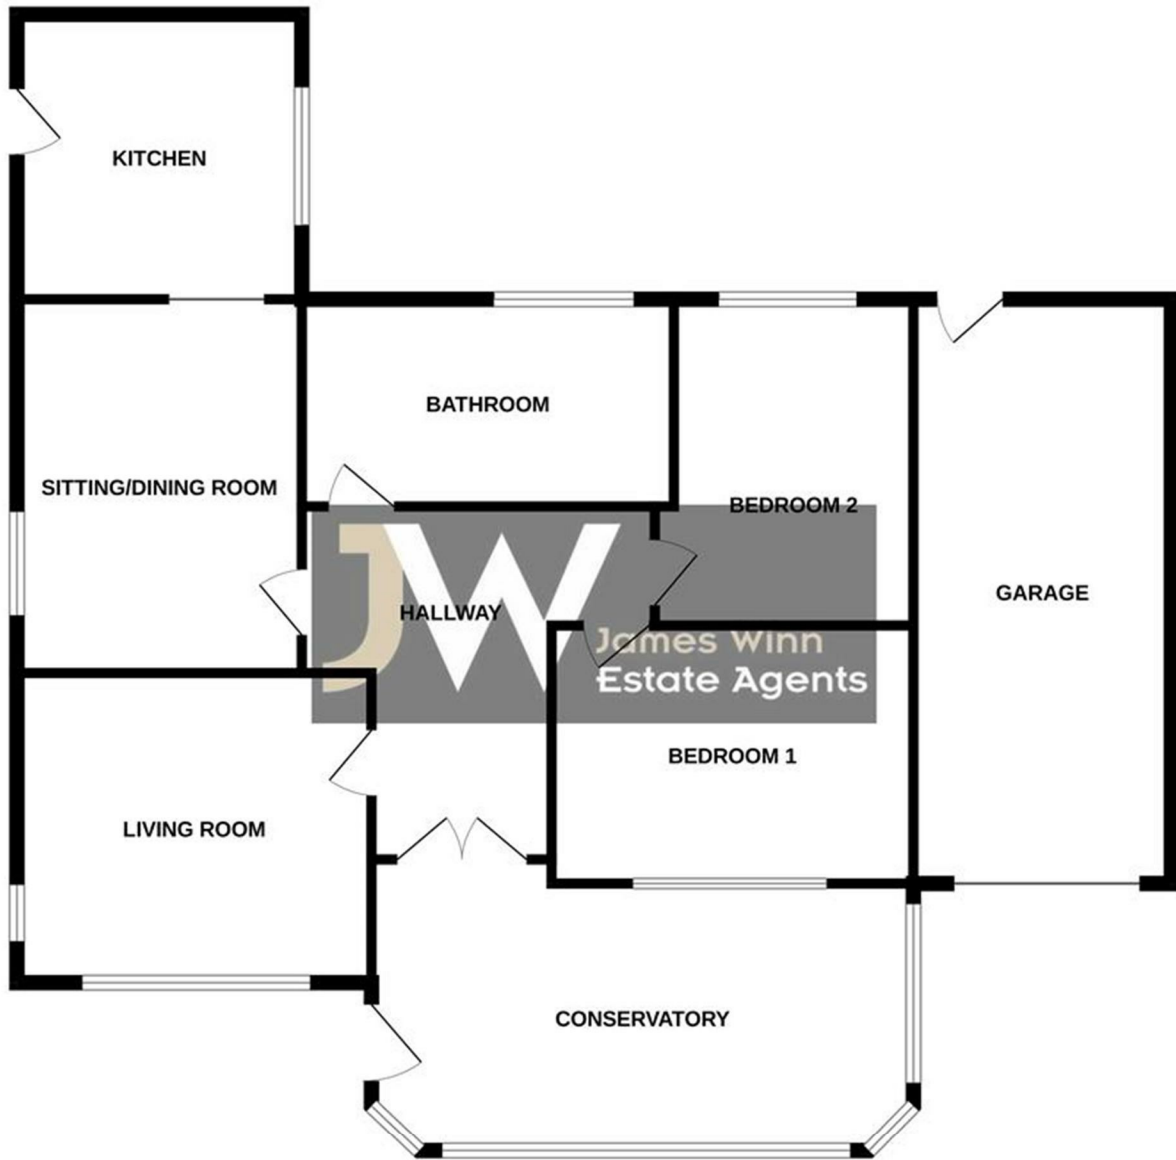 KITCHEN
BATHROOM
SITTING/DINING ROOM
BEDROOM 2
GARAGE
JW
HALLWAY
James Winn
Estate Agents
BEDROOM 1
LIVING ROOM
CONSERVATORY